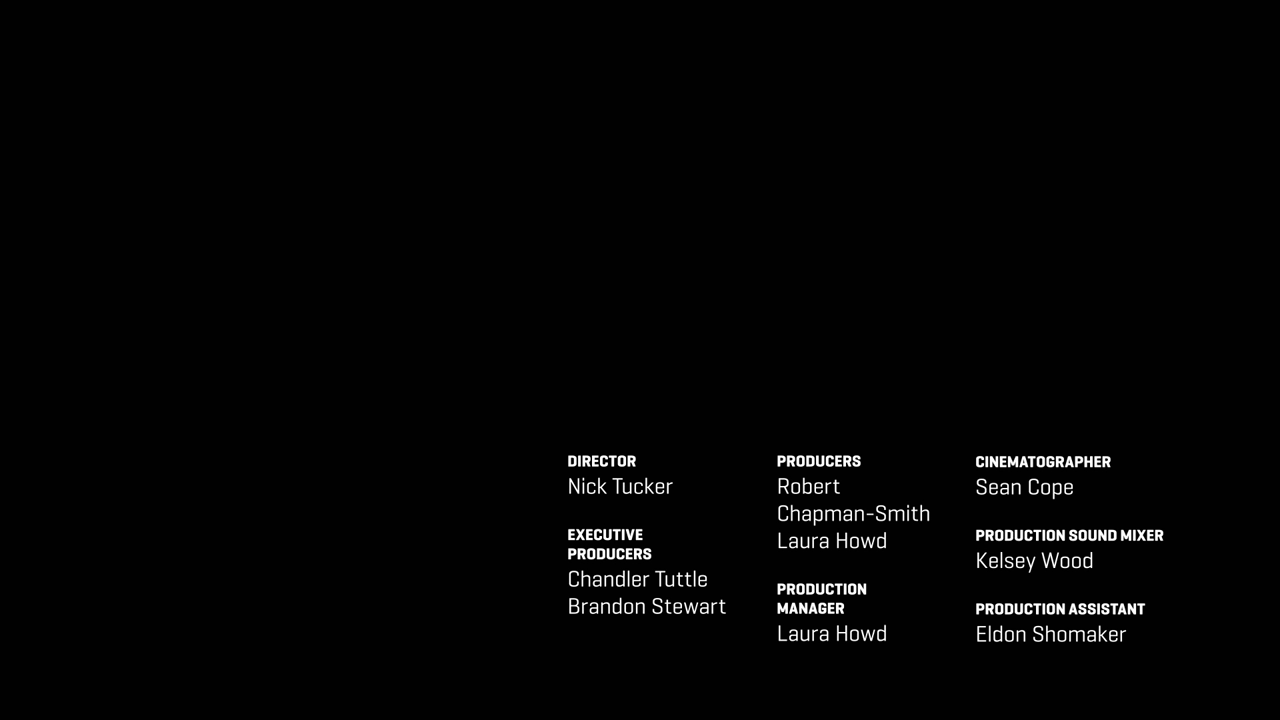 DIRECTOR
Nick Tucker
EXECUTIVE
PRODUCERS
Chandler Tuttle
Brandon Stewart
PRODUCERS
Robert
Chapman-Smith
Laura Howd
PRODUCTION
MANAGER
Laura Howd
CINEMATOGRAPHER
Sean Cope
PRODUCTION SOUND MIXER
Kelsey Wood
PRODUCTION ASSISTANT
Eldon Shomaker